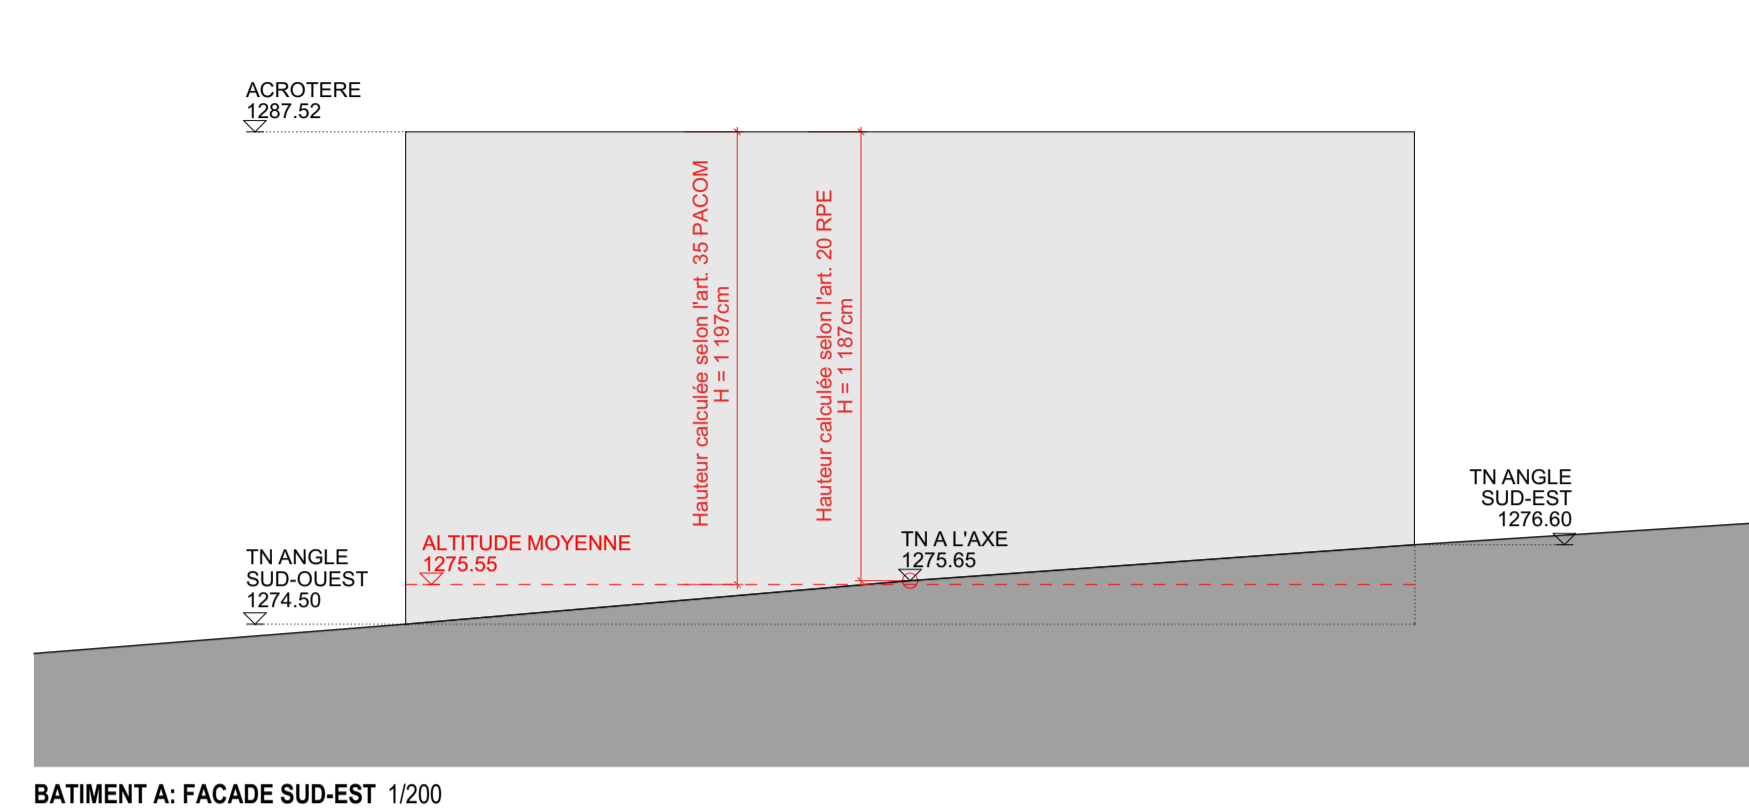 ACROTERE
1287.52
Hauteur calculée selon l'art. 35 PACOM
H = 1 197cm
Hauteur calculée selon l'art. 20 RPE
H = 1 187cm
TN ANGLE
SUD-EST
1276.60
ALTITUDE MOYENNE
1275.55
TN A L'AXE
1275.65
TN ANGLE
SUD-OUEST
1274.50
BATIMENT A: FACADE SUD-EST 1/200